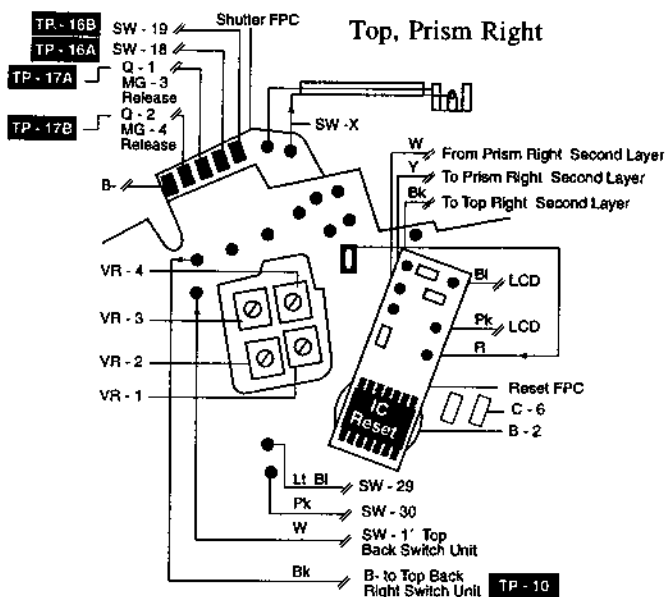 Top, Prism Right
TP - 16B SW - 19
Shutter FPC
TP - 16A SW - 18
TP - 17A Q - 1
MG - 3
Release
TP - 17B Q - 2
MG - 4
Release
B-
SW - X
W From Prism Right Second Layer
Y To Prism Right Second Layer
Bk To Top Right Second Layer
VR - 4
VR - 3
VR - 2
VR - 1
Bl LCD
Pk LCD
R
Reset FPC
C - 6
B - 2
IC
Reset
Lt Bl SW - 29
Pk SW - 30
W SW - 1' Top
Back Switch Unit
Bk B- to Top Back
Right Switch Unit TP - 10